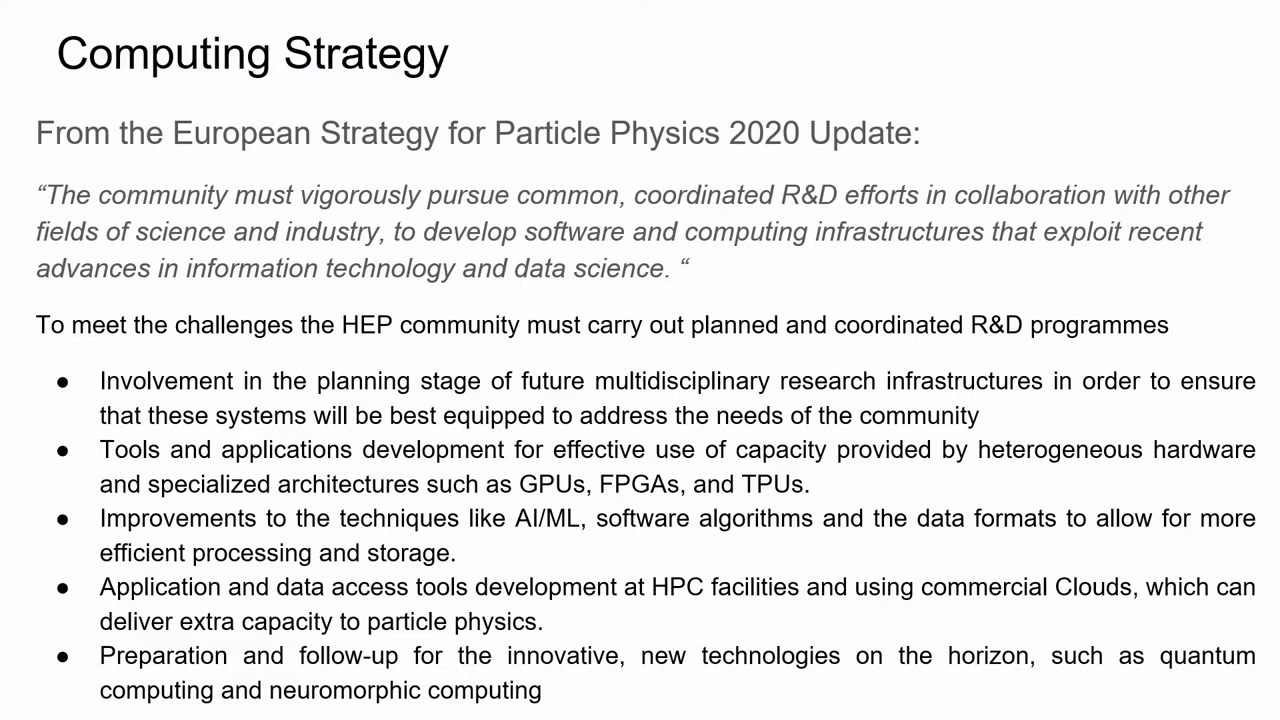 Computing Strategy
From the European Strategy for Particle Physics 2020 Update:
“The community must vigorously pursue common, coordinated R&D efforts in collaboration with other
fields of science and industry, to develop software and computing infrastructures that exploit recent
advances in information technology and data science. “
To meet the challenges the HEP community must carry out planned and coordinated R&D programmes
● Involvement in the planning stage of future multidisciplinary research infrastructures in order to ensure
that these systems will be best equipped to address the needs of the community
● Tools and applications development for effective use of capacity provided by heterogeneous hardware
and specialized architectures such as GPUs, FPGAs, and TPUs.
● Improvements to the techniques like AI/ML, software algorithms and the data formats to allow for more
efficient processing and storage.
● Application and data access tools development at HPC facilities and using commercial Clouds, which can
deliver extra capacity to particle physics.
● Preparation and follow-up for the innovative, new technologies on the horizon, such as quantum
computing and neuromorphic computing